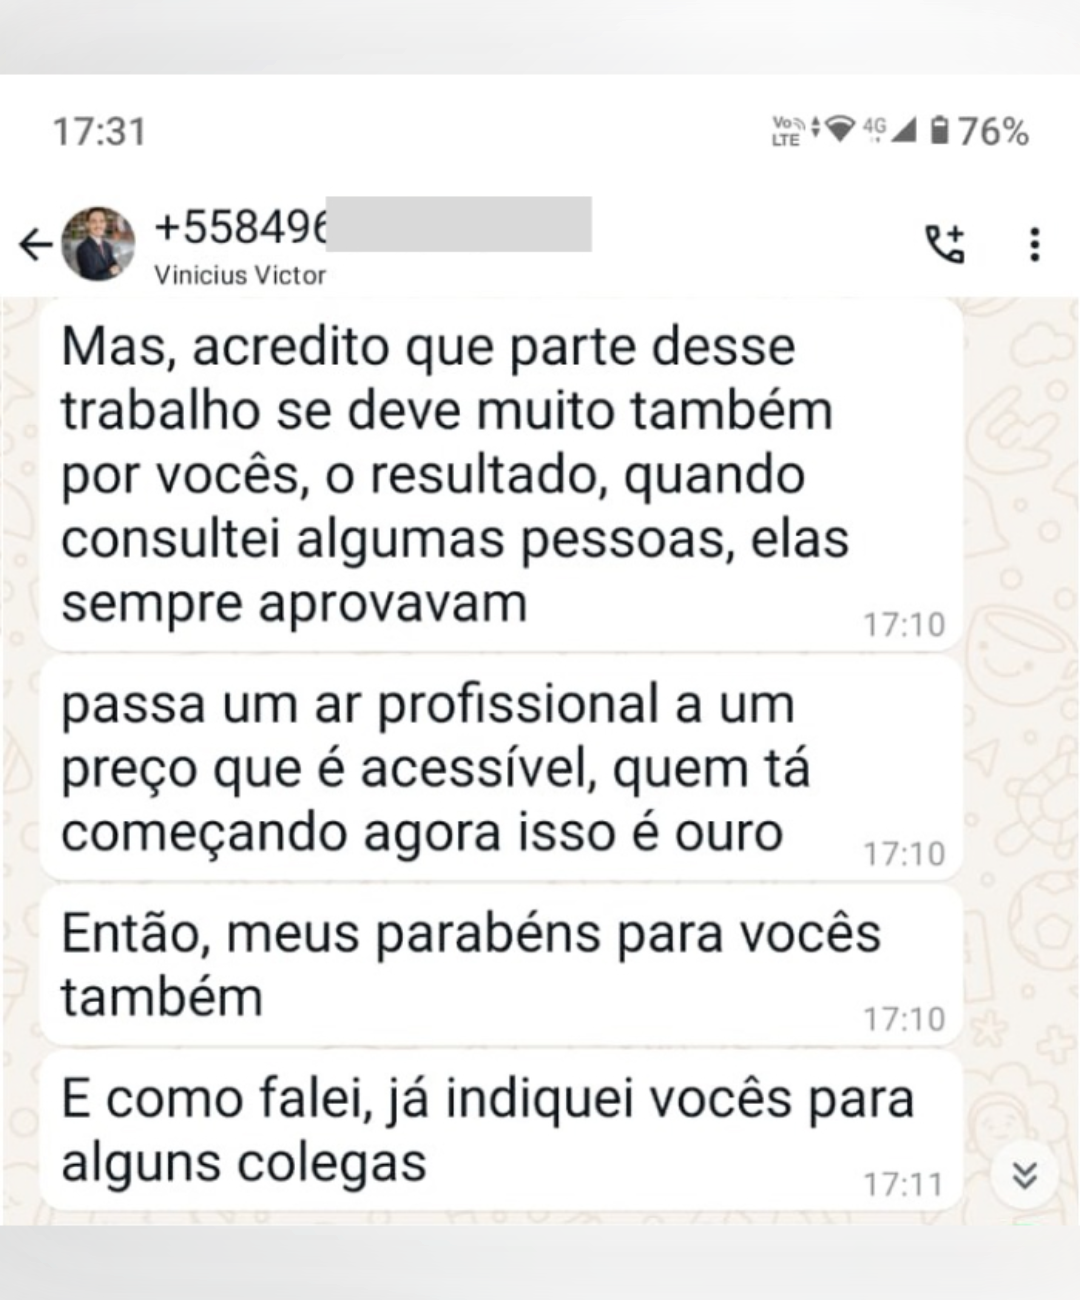 17:31
Vo LTE 4G 76%
+558496
Vinicius Victor
Mas, acredito que parte desse
trabalho se deve muito também
por vocês, o resultado, quando
consultei algumas pessoas, elas
sempre aprovavam
17:10
passa um ar profissional a um
preço que é acessível, quem tá
começando agora isso é ouro
17:10
Então, meus parabéns para vocês
também
17:10
E como falei, já indiquei vocês para
alguns colegas
17:11